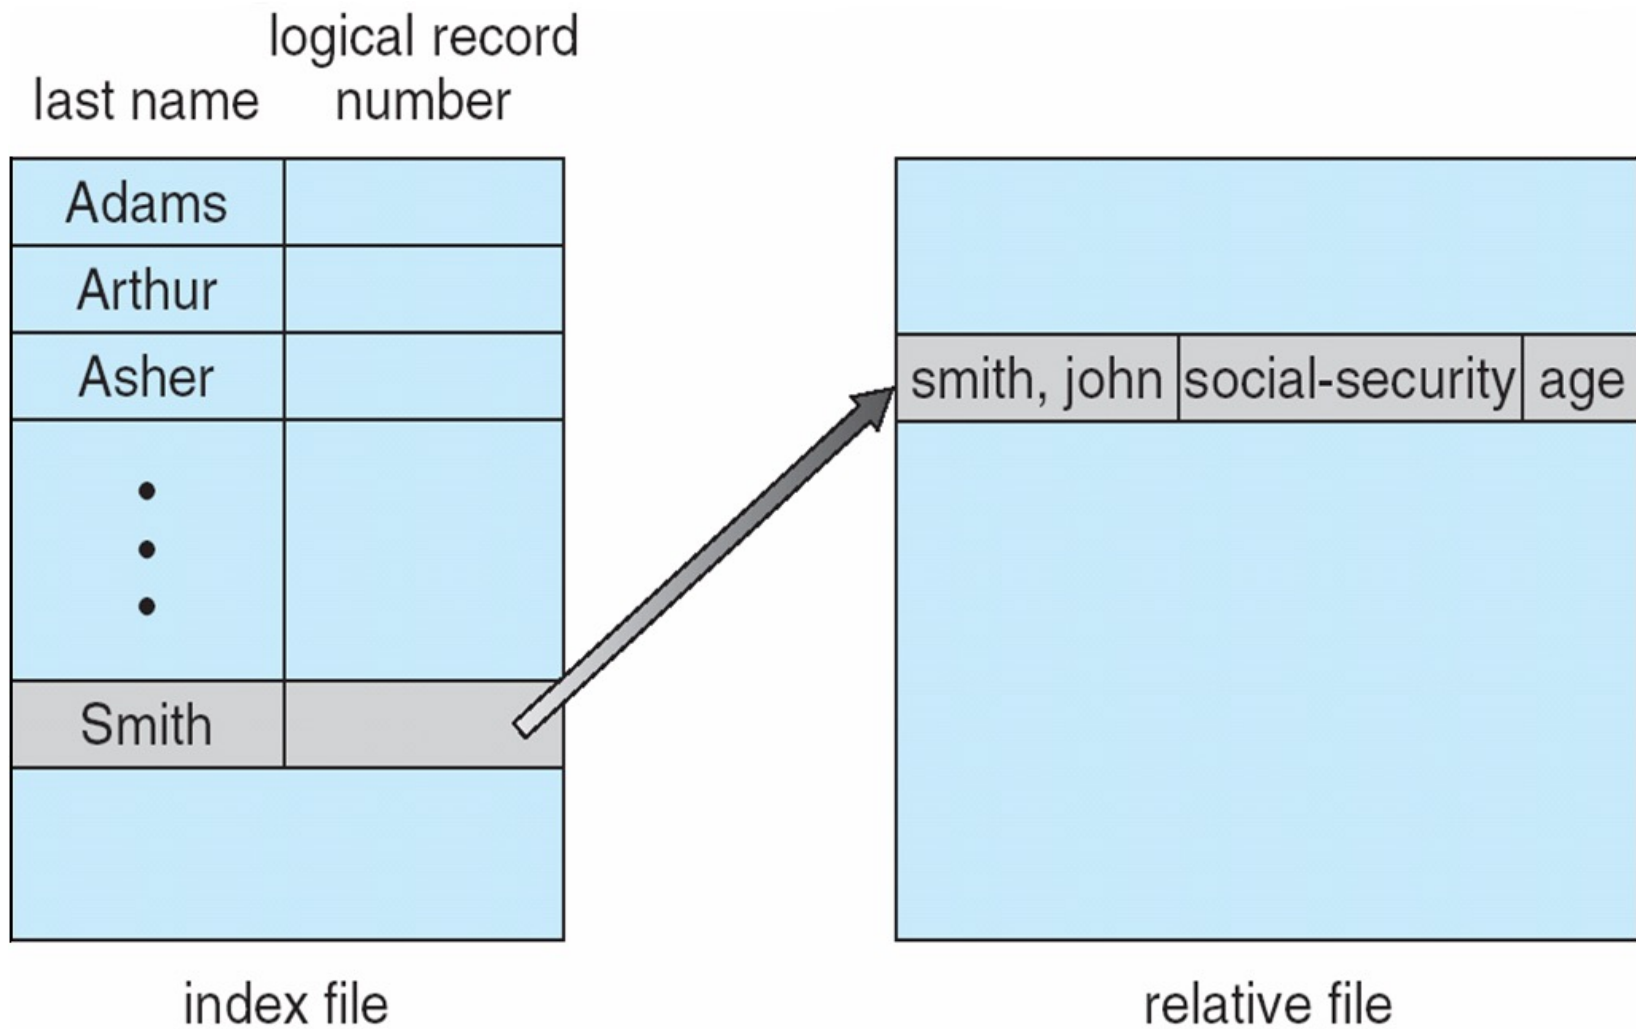 logical record
last name number
Adams
Arthur
Asher
Smith
index file
smith, john social-security age
relative file